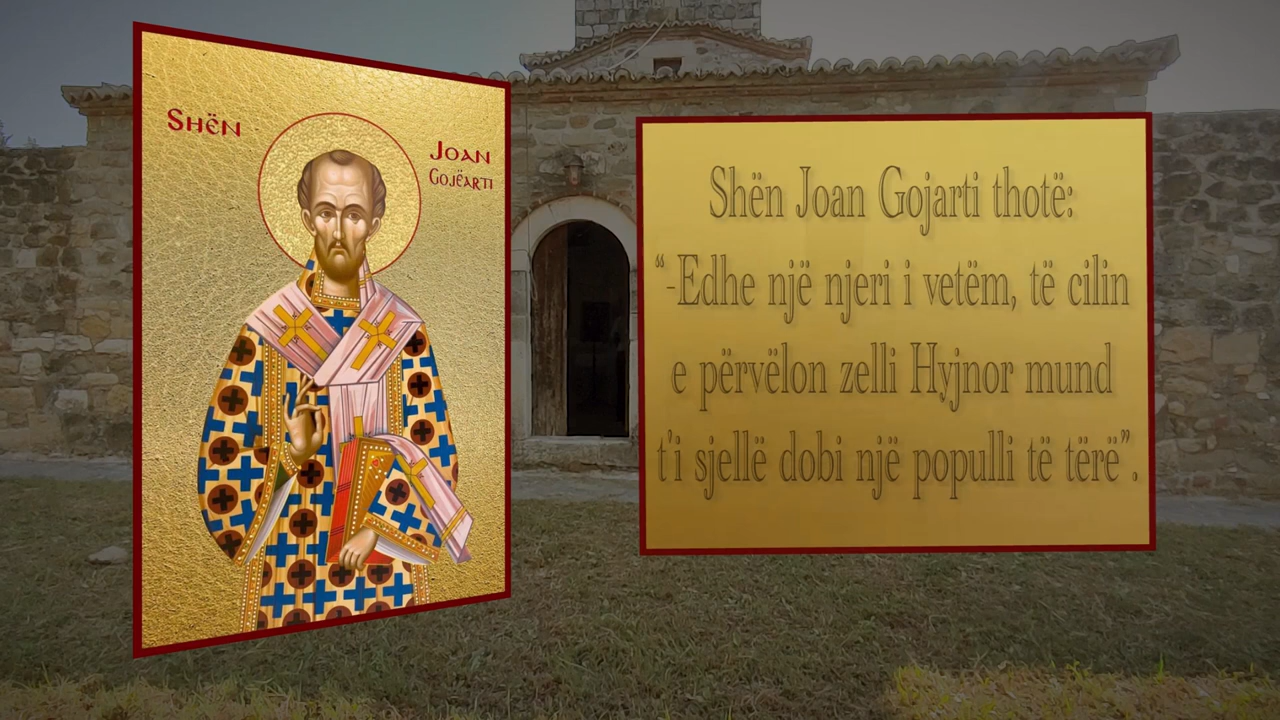 Shën
Joan
Gojëarti
Shën Joan Gojarti thotë:
“-Edhe një njeri i vetëm, të cilin
e përvëlon zelli Hyjnor mund
t'i sjellë dobi një populli të tërë”.